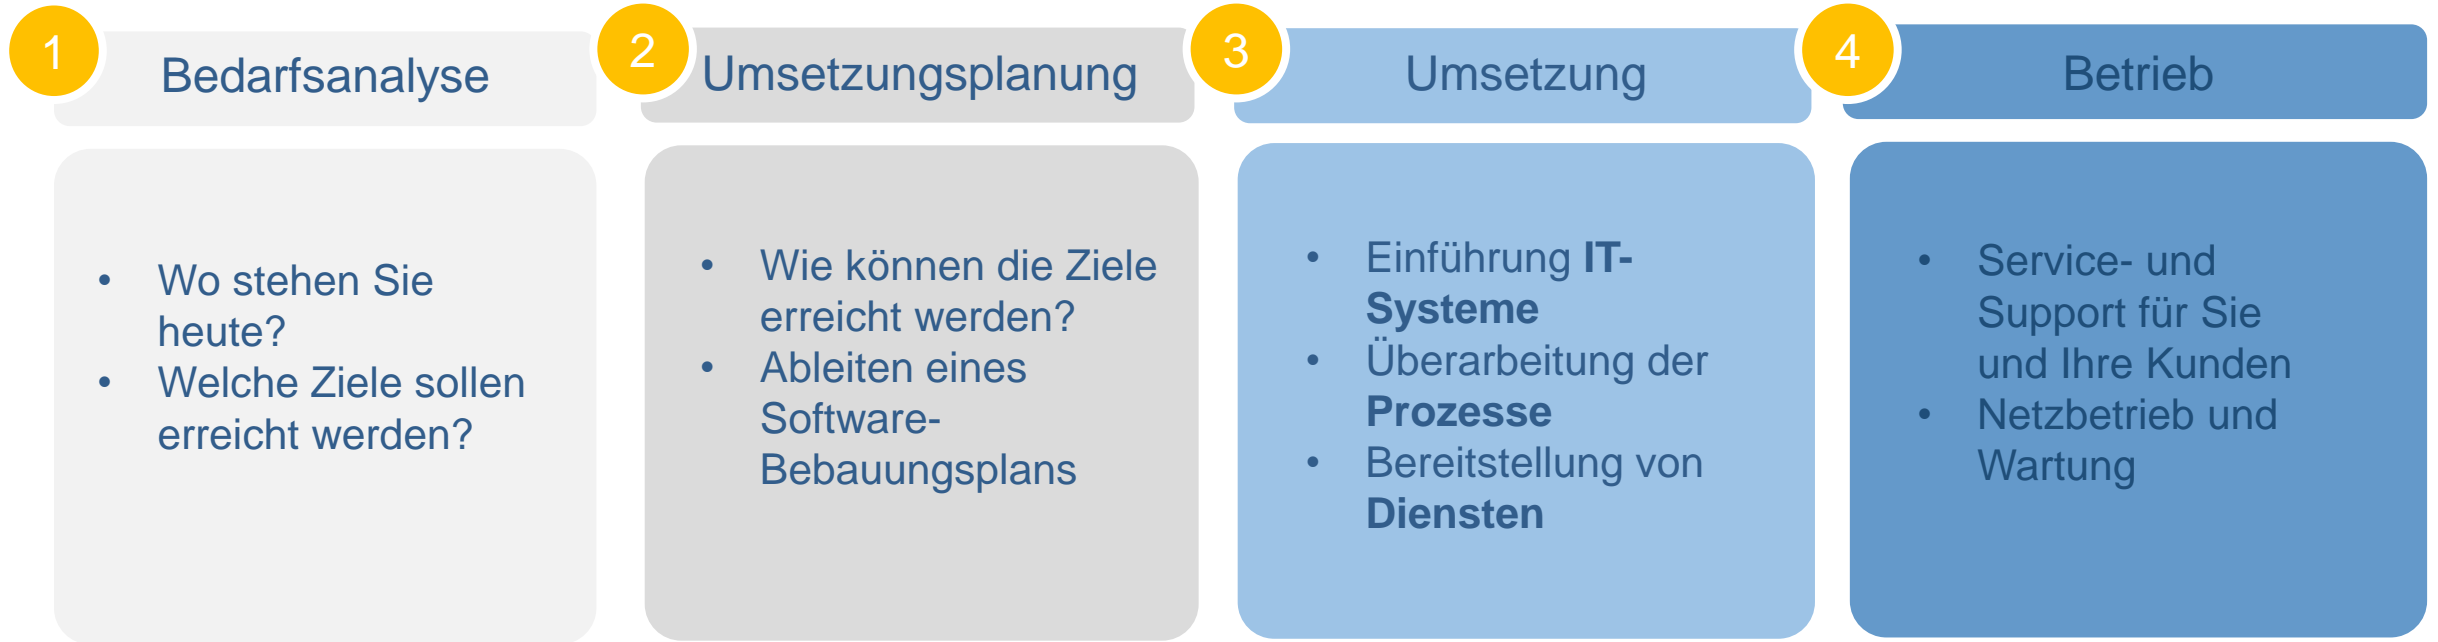 1
Bedarfsanalyse
• Wo stehen Sie
heute?
• Welche Ziele sollen
erreicht werden?
2
Umsetzungsplanung
• Wie können die Ziele
erreicht werden?
• Ableiten eines
Software-
Bebauungsplans
3
Umsetzung
• Einführung IT-
Systeme
• Überarbeitung der
Prozesse
• Bereitstellung von
Diensten
4
Betrieb
• Service- und
Support für Sie
und Ihre Kunden
• Netzbetrieb und
Wartung